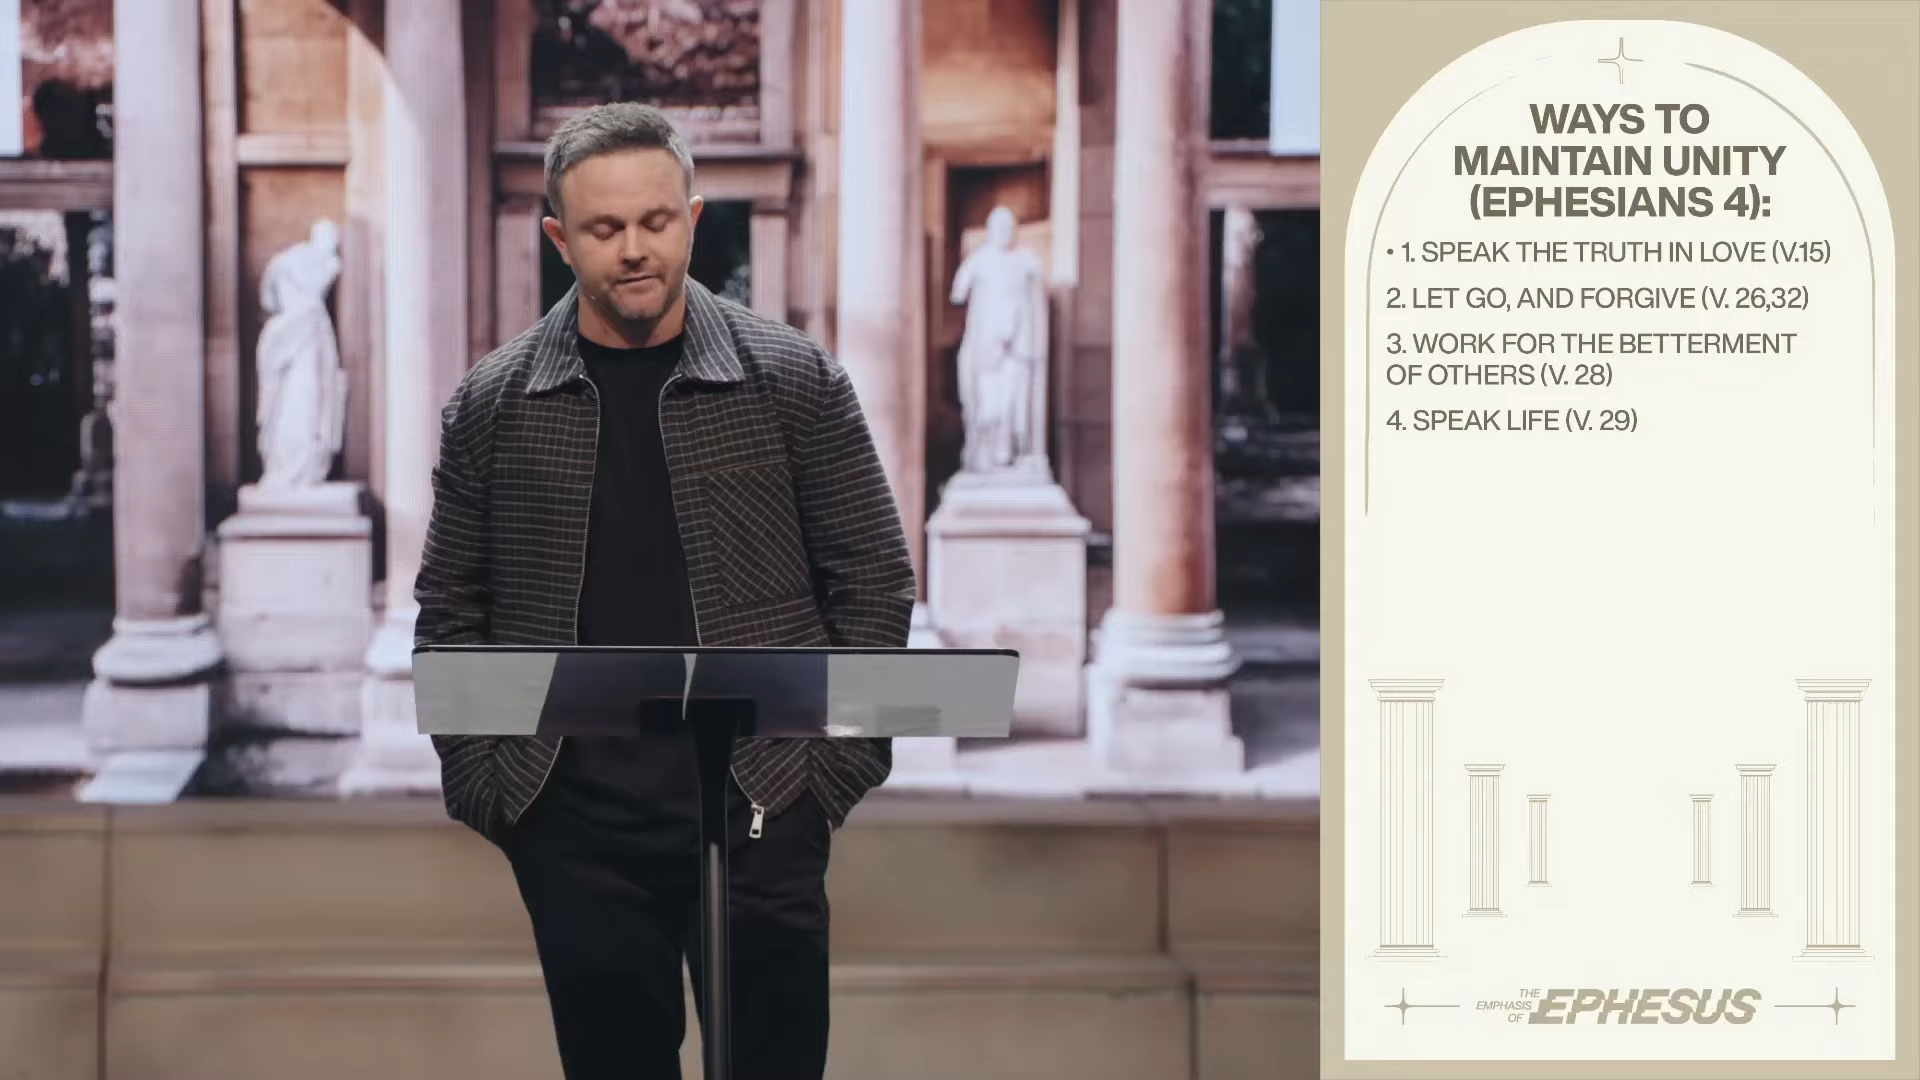 WAYS TO
MAINTAIN UNITY
(EPHESIANS 4):
• 1. SPEAK THE TRUTH IN LOVE (V.15)
2. LET GO, AND FORGIVE (V. 26,32)
3. WORK FOR THE BETTERMENT
OF OTHERS (V. 28)
4. SPEAK LIFE (V. 29)
THE
EMPHASIS
OF
EPHESUS